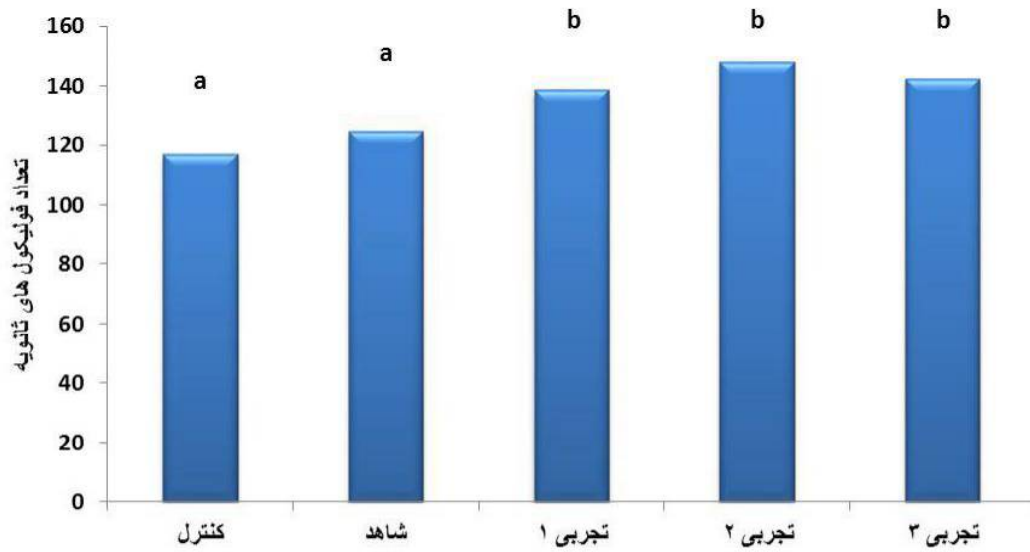 تعداد فولیکول های ثانویه
160
140
120
100
80
60
40
20
0
a
a
b
b
b
کنترل
شاهد
تجربی ۱
تجربی ۲
تجربی ۳